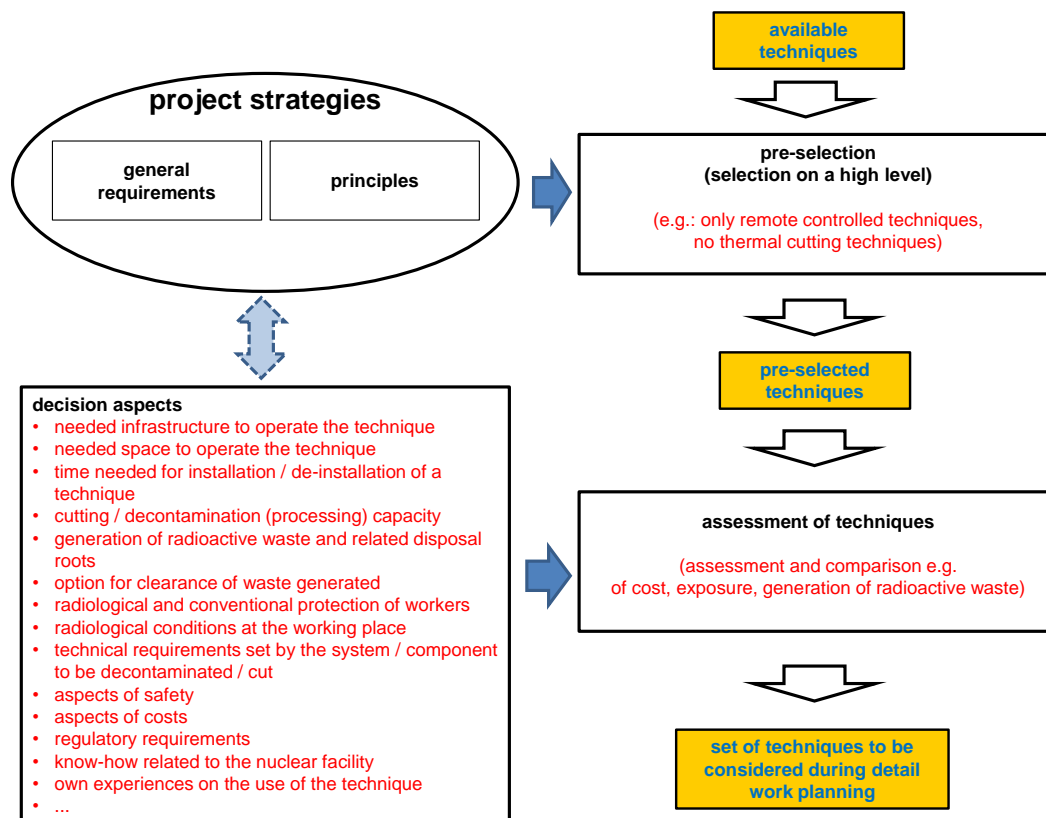 project strategies
general
requirements
principles
decision aspects
• needed infrastructure to operate the technique
• needed space to operate the technique
• time needed for installation / de-installation of a
technique
• cutting / decontamination (processing) capacity
• generation of radioactive waste and related disposal
roots
• option for clearance of waste generated
• radiological and conventional protection of workers
• radiological conditions at the working place
• technical requirements set by the system / component
to be decontaminated / cut
• aspects of safety
• aspects of costs
• regulatory requirements
• know-how related to the nuclear facility
• own experiences on the use of the technique
• ...
available
techniques
pre-selection
(selection on a high level)
(e.g.: only remote controlled techniques,
no thermal cutting techniques)
pre-selected
techniques
assessment of techniques
(assessment and comparison e.g.
of cost, exposure, generation of radioactive waste)
set of techniques to be
considered during detail
work planning